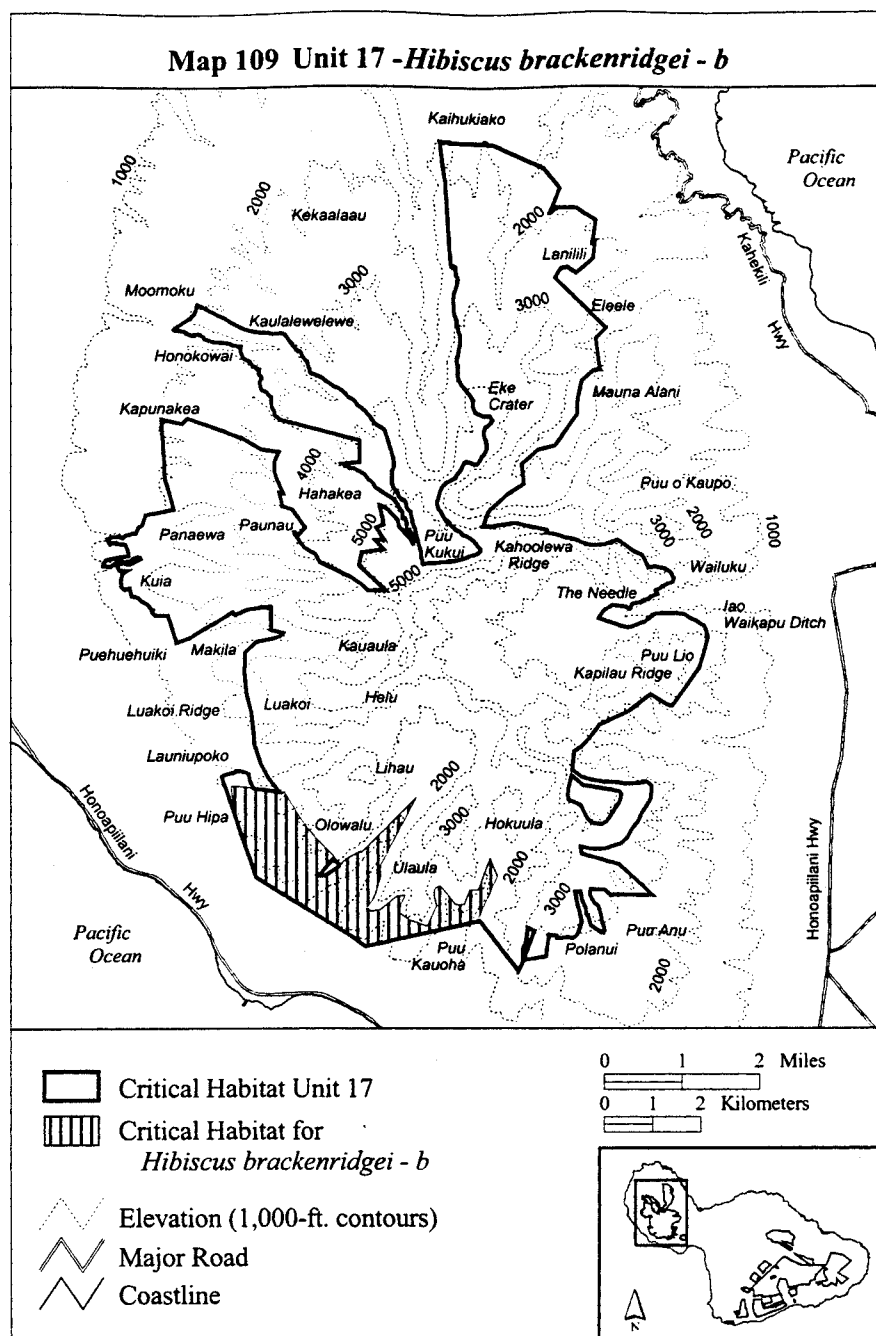 Map 109 Unit 17 -Hibiscus brackenridgei - b
Kaihukiako
Pacific
Ocean
1000
2000
Kekaalaau
2000
Lanilili
Kahekili
Hwy
3000
3000
Eleele
Moomoku
Kaulalewelewe
Honokowai
Eke
Crater
Mauna Alani
Kapunakea
4000
Hahakea
Puu o Kaupo
3000
2000
1000
Panaewa
Paunau
5000
Puu
Kukui
Kahoolewa
Ridge
Wailuku
5000
Kuia
The Needle
Iao
Waikapu Ditch
Puehuehuiki
Makila
Kauaula
Puu Lio
Kapilau Ridge
Luakoi Ridge
Luakoi
Helu
Launiupoko
Lihau
2000
Puu Hipa
Olowalu
3000
Hokuula
Honoapiilani
Hwy
Ulaula
2000
3000
Honoapiilani Hwy
Pacific
Ocean
Puu
Kauoha
Polanui
Puu Anu
2000
Critical Habitat Unit 17
Critical Habitat for
Hibiscus brackenridgei - b
Elevation (1,000-ft. contours)
Major Road
Coastline
0 1 2 Miles
0 1 2 Kilometers
N